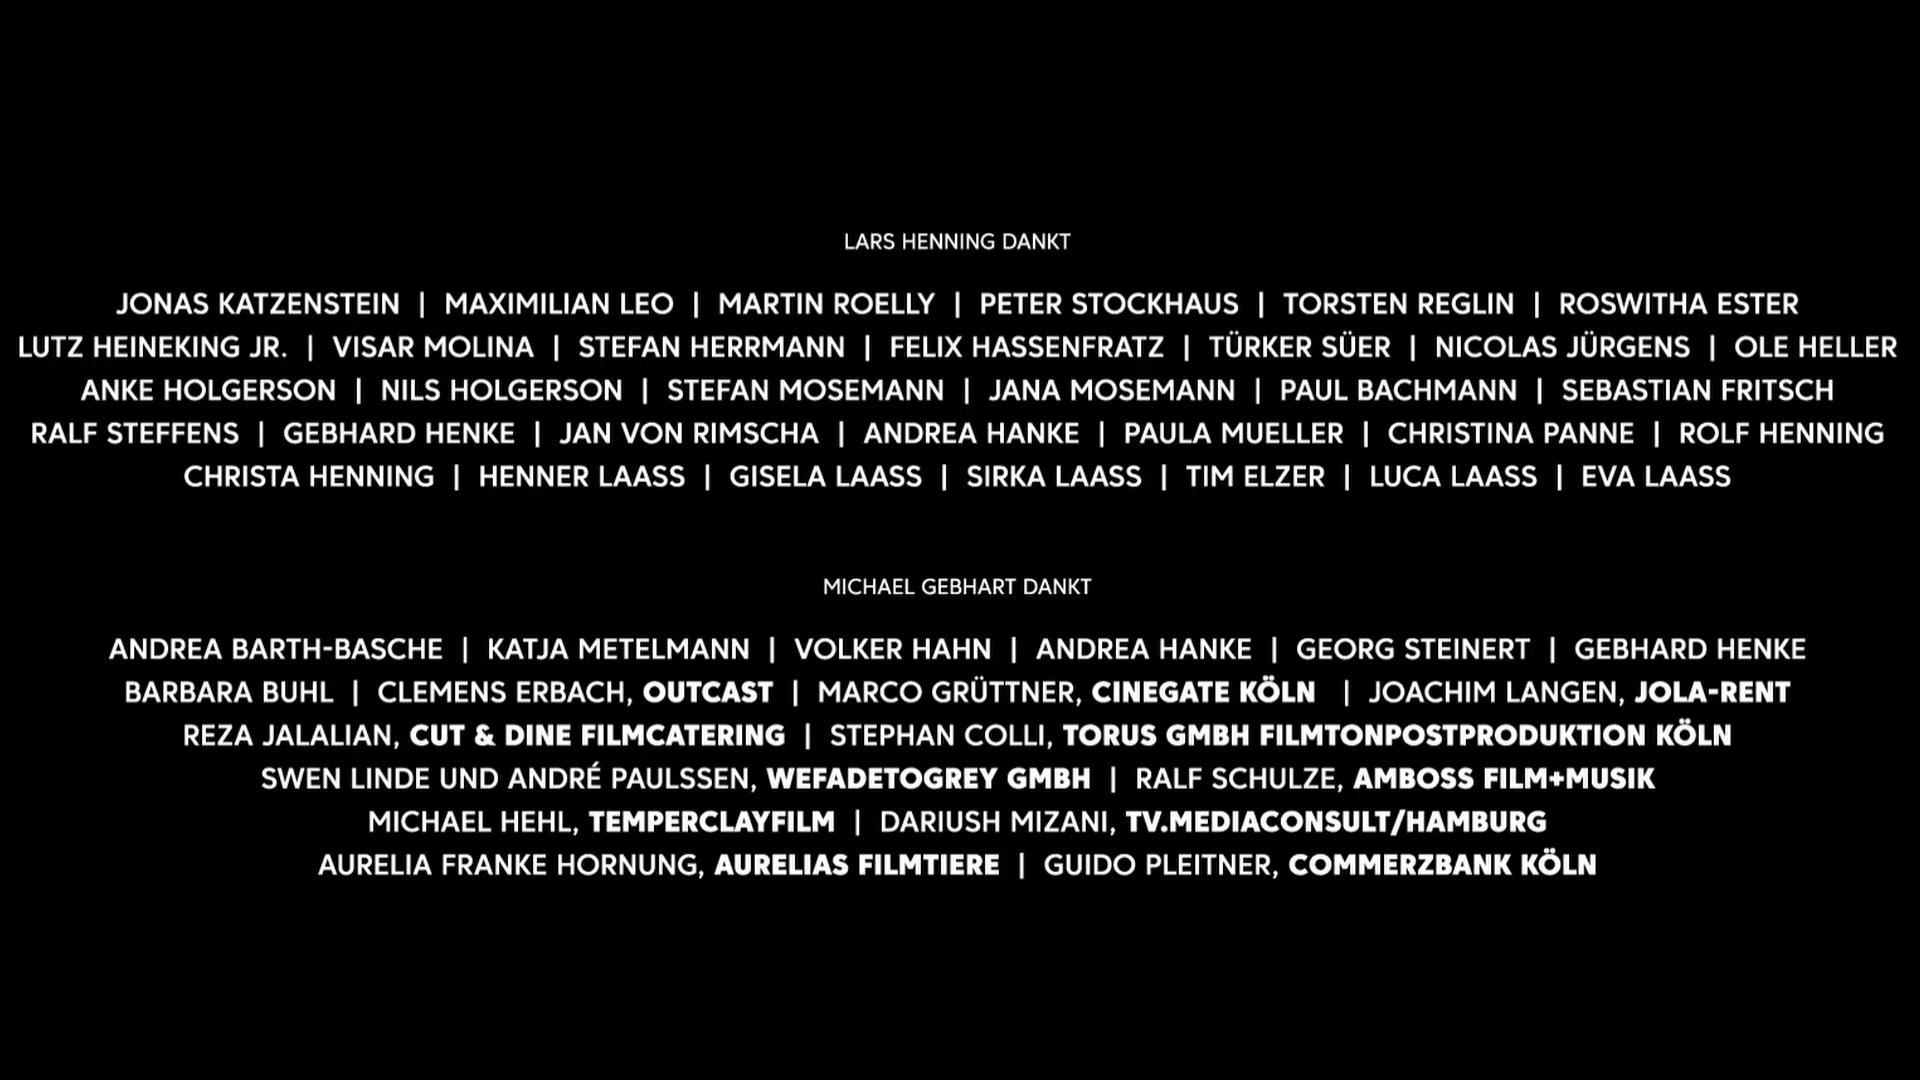 LARS HENNING DANKT
JONAS KATZENSTEIN | MAXIMILIAN LEO | MARTIN ROELLY | PETER STOCKHAUS | TORSTEN REGLIN | ROSWITHA ESTER
LUTZ HEINEKING JR. | VISAR MOLINA | STEFAN HERRMANN | FELIX HASSENFRATZ | TÜRKER SÜER | NICOLAS JÜRGENS | OLE HELLER
ANKE HOLGERSON | NILS HOLGERSON | STEFAN MOSEMANN | JANA MOSEMANN | PAUL BACHMANN | SEBASTIAN FRITSCH
RALF STEFFENS | GEBHARD HENKE | JAN VON RIMSCHA | ANDREA HANKE | PAULA MUELLER | CHRISTINA PANNE | ROLF HENNING
CHRISTA HENNING | HENNER LAASS | GISELA LAASS | SIRKA LAASS | TIM ELZER | LUCA LAASS | EVA LAASS
MICHAEL GEBHART DANKT
ANDREA BARTH-BASCHE | KATJA METELMANN | VOLKER HAHN | ANDREA HANKE | GEORG STEINERT | GEBHARD HENKE
BARBARA BUHL | CLEMENS ERBACH, OUTCAST | MARCO GRÜTTNER, CINEGATE KÖLN | JOACHIM LANGEN, JOLA-RENT
REZA JALALIAN, CUT & DINE FILMCATERING | STEPHAN COLLI, TORUS GMBH FILMTONPOSTPRODUKTION KÖLN
SWEN LINDE UND ANDRÉ PAULSSEN, WEFADETOGREY GMBH | RALF SCHULZE, AMBOSS FILM+MUSIK
MICHAEL HEHL, TEMPERCLAYFILM | DARIUSH MIZANI, TV.MEDIACONSULT/HAMBURG
AURELIA FRANKE HORNUNG, AURELIAS FILMTIERE | GUIDO PLEITNER, COMMERZBANK KÖLN